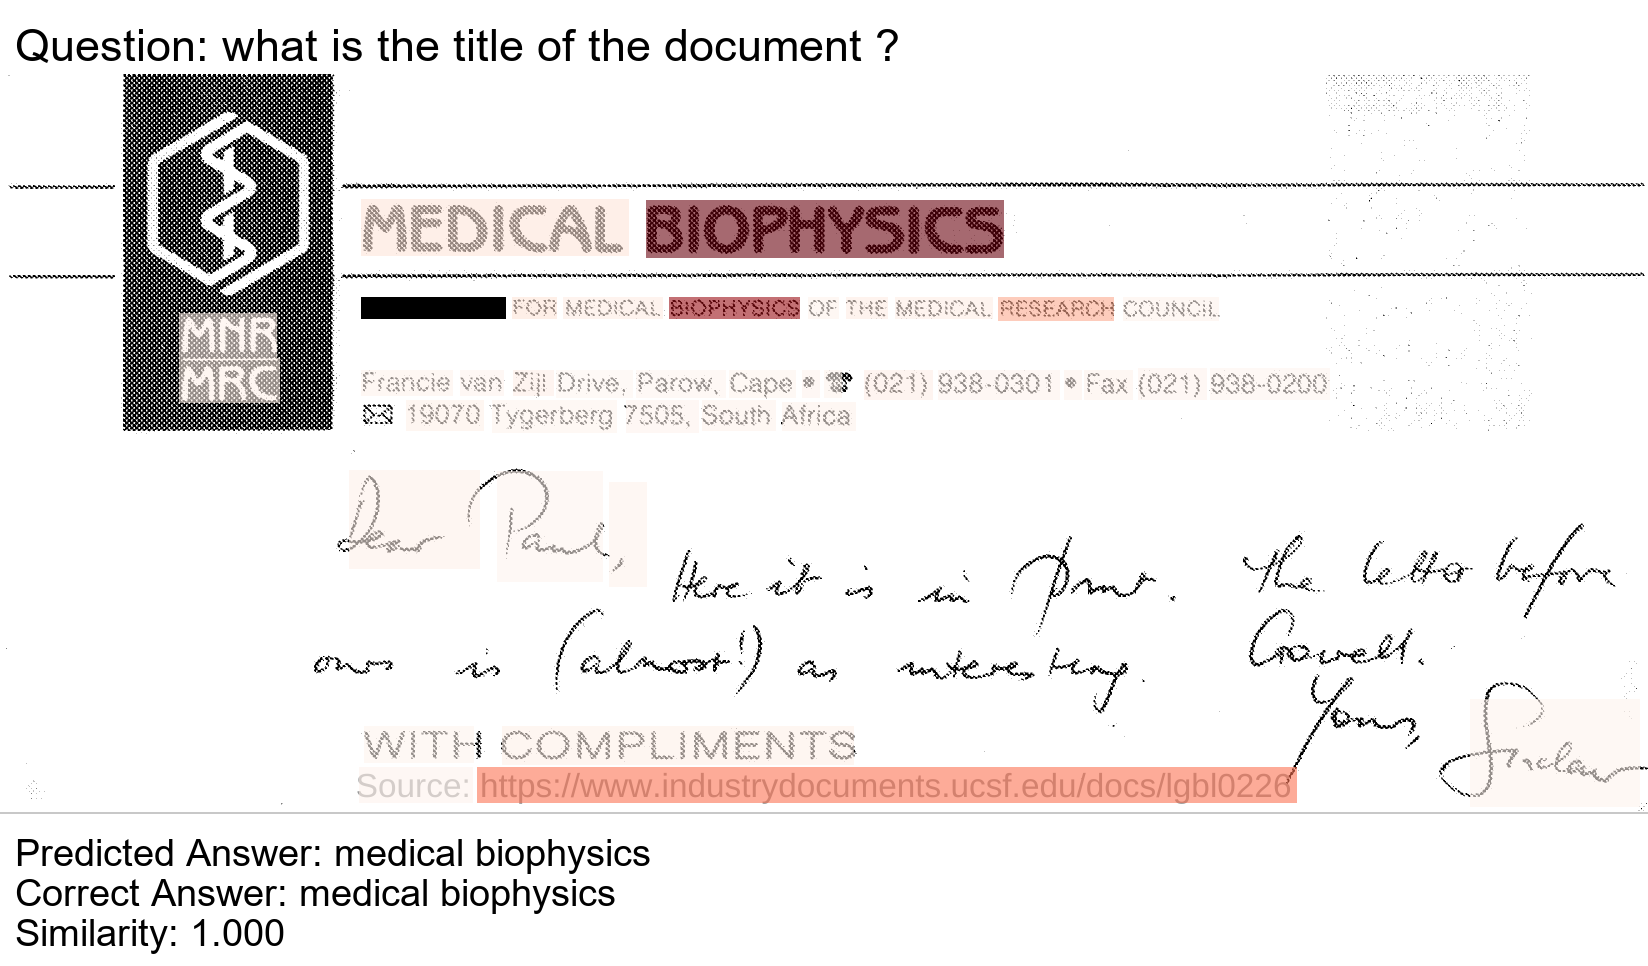 Question: what is the title of the document ?
MEDICAL BIOPHYSICS
FOR MEDICAL BIOPHYSICS OF THE MEDICAL RESEARCH COUNCIL
MNR
MRC
Francie van Zijl Drive, Parow, Cape • ☎ (021) 938-0301 • Fax (021) 938-0200
✉ 19070 Tygerberg 7505, South Africa
Dear Paul,
Here it is in print. The letter before
ours is (almost!) as interesting. Crowell.
Yours,
Sinclair
WITH COMPLIMENTS
Source: https://www.industrydocuments.ucsf.edu/docs/lgbl0226
Predicted Answer: medical biophysics
Correct Answer: medical biophysics
Similarity: 1.000